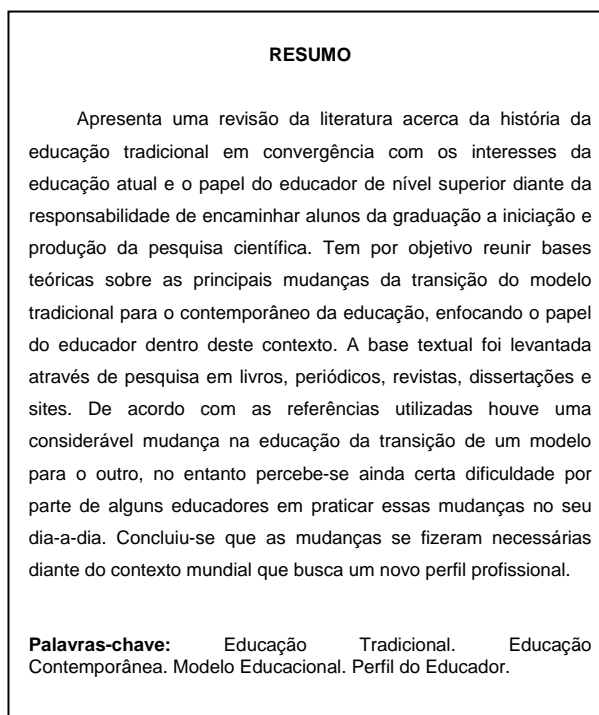 RESUMO
Apresenta uma revisão da literatura acerca da história da
educação tradicional em convergência com os interesses da
educação atual e o papel do educador de nível superior diante da
responsabilidade de encaminhar alunos da graduação a iniciação e
produção da pesquisa científica. Tem por objetivo reunir bases
teóricas sobre as principais mudanças da transição do modelo
tradicional para o contemporâneo da educação, enfocando o papel
do educador dentro deste contexto. A base textual foi levantada
através de pesquisa em livros, periódicos, revistas, dissertações e
sites. De acordo com as referências utilizadas houve uma
considerável mudança na educação da transição de um modelo
para o outro, no entanto percebe-se ainda certa dificuldade por
parte de alguns educadores em praticar essas mudanças no seu
dia-a-dia. Concluiu-se que as mudanças se fizeram necessárias
diante do contexto mundial que busca um novo perfil profissional.
Palavras-chave: Educação Tradicional. Educação
Contemporânea. Modelo Educacional. Perfil do Educador.